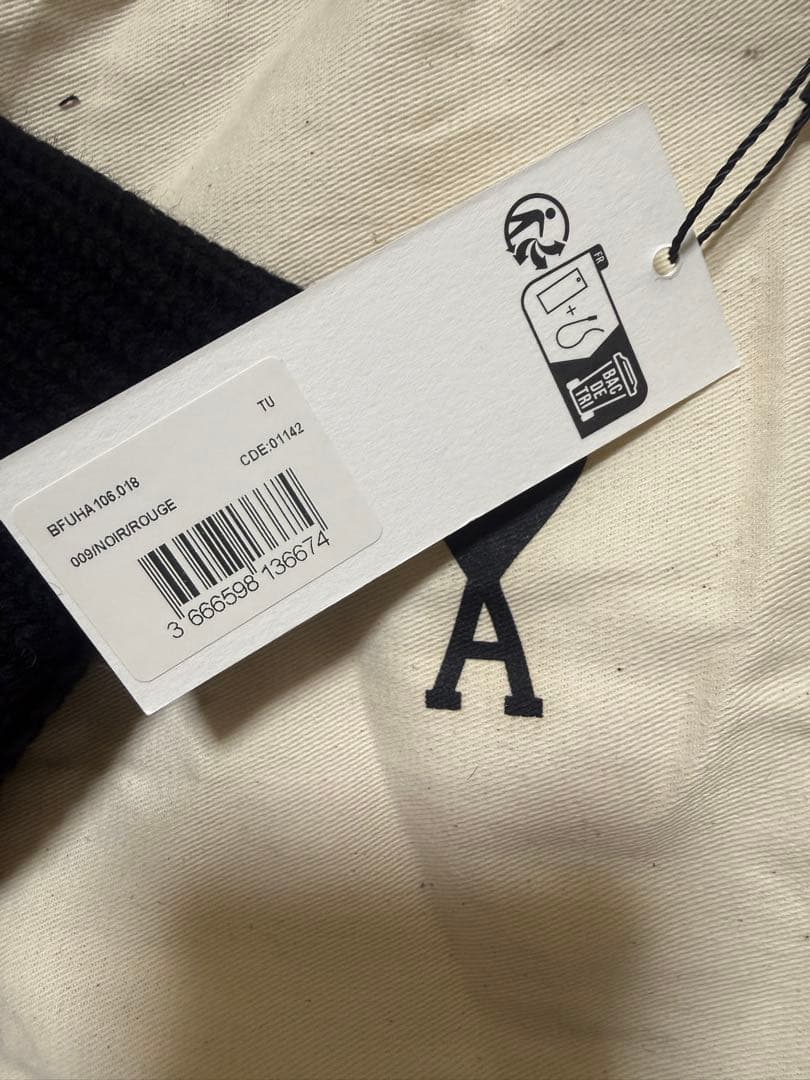 FR
BAC
DE
TRI
TU
CDE:01142
BFUHA106.018
009/NOIR/ROUGE
3 666598 136674
A